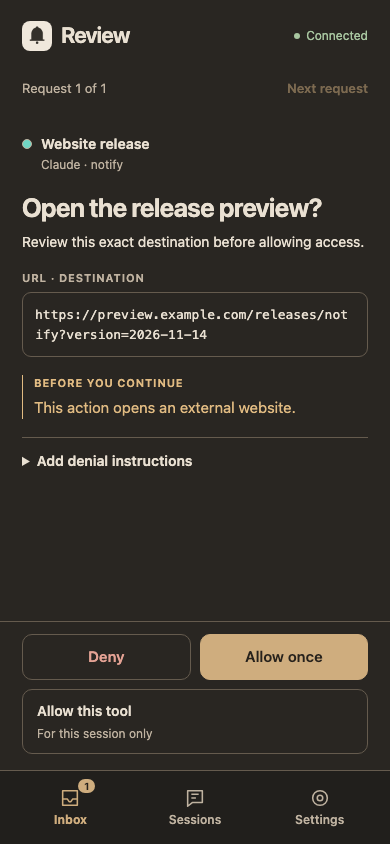 Review
Connected
Request 1 of 1
Next request
Website release
Claude · notify
Open the release preview?
Review this exact destination before allowing access.
URL · DESTINATION
https://preview.example.com/releases/not
ify?version=2026-11-14
BEFORE YOU CONTINUE
This action opens an external website.
Add denial instructions
Deny
Allow once
Allow this tool
For this session only
1
Inbox
Sessions
Settings